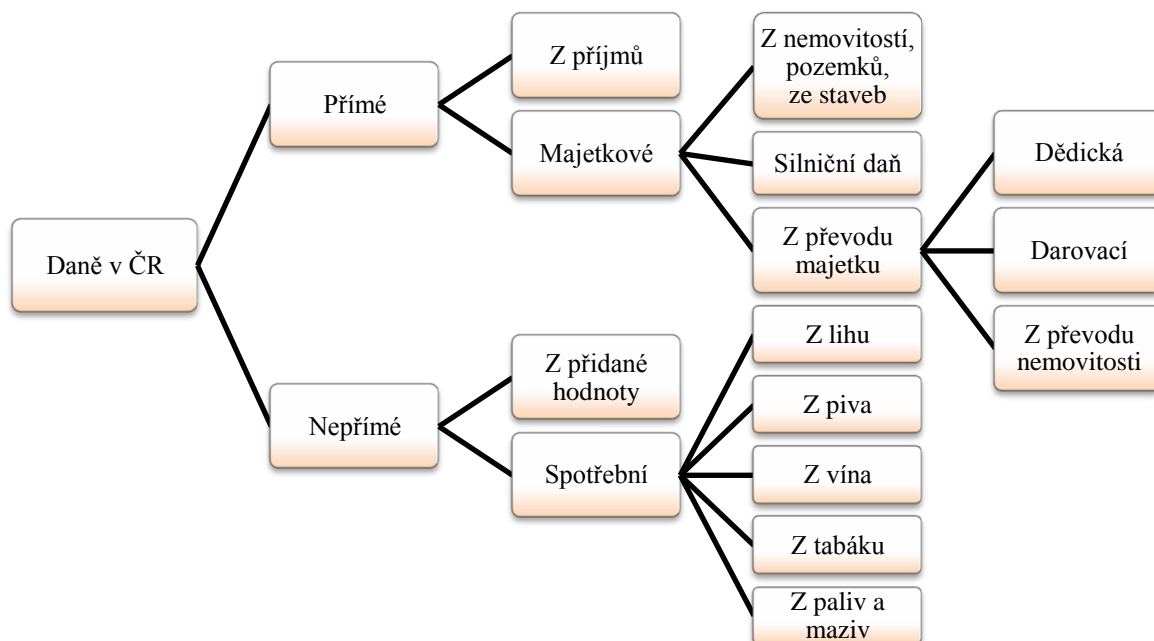 Daně v ČR
Přímé
Z příjmů
Majetkové
Z nemovitostí,
pozemků,
ze staveb
Silniční daň
Z převodu
majetku
Dědická
Darovací
Z převodu
nemovitosti
Nepřímé
Z přidané
hodnoty
Spotřební
Z lihu
Z piva
Z vína
Z tabáku
Z paliv a
maziv